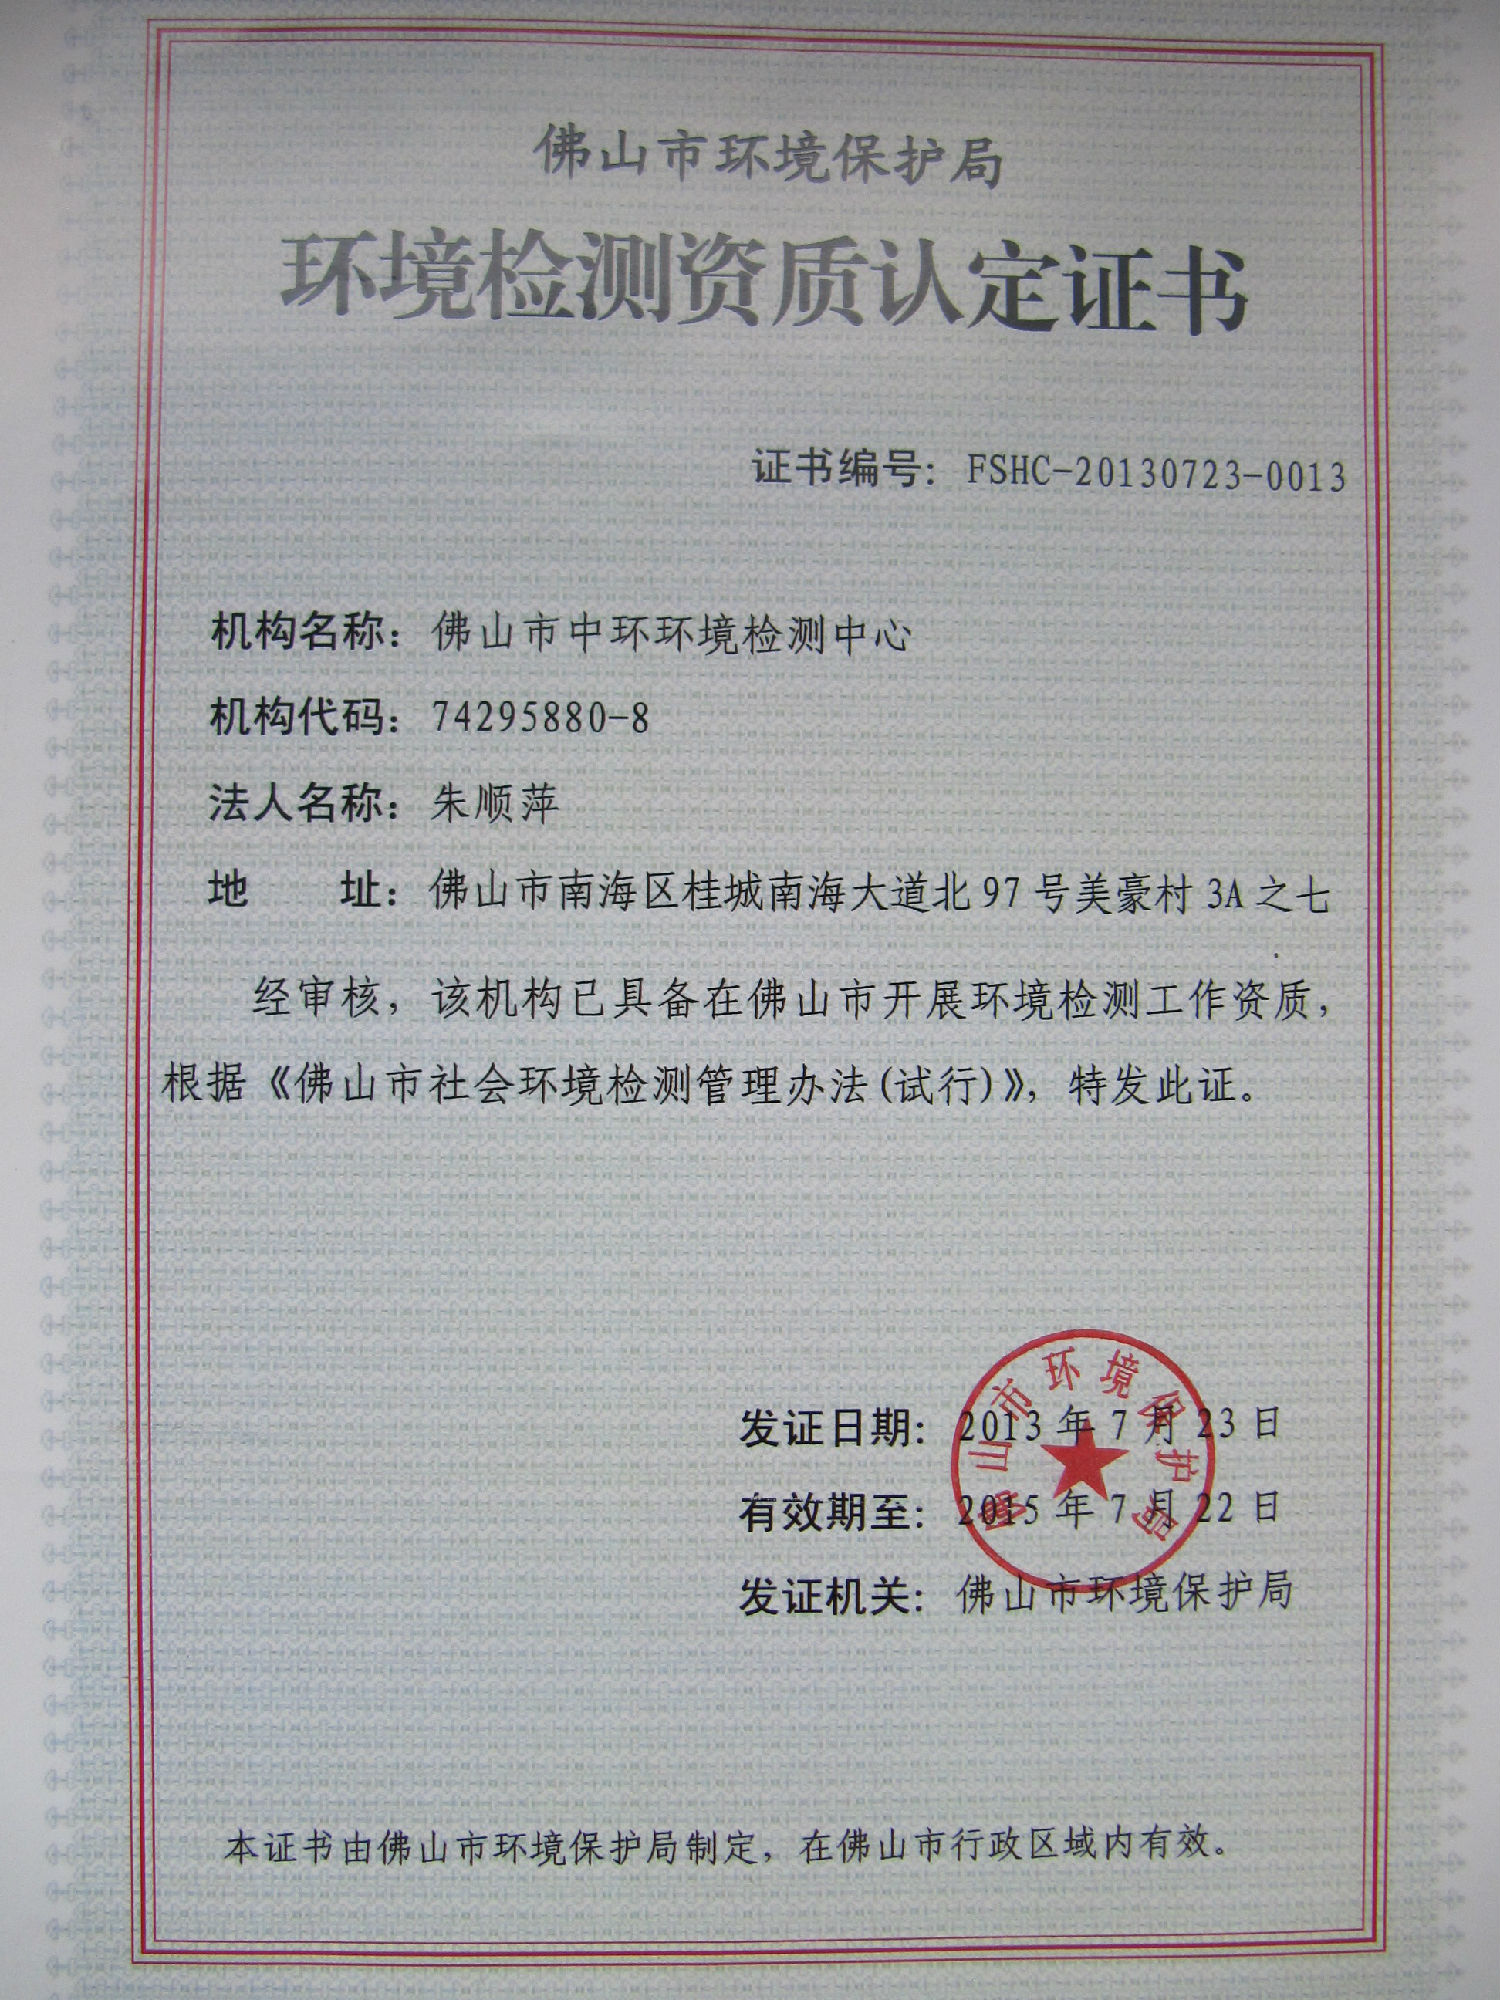 佛山市环境保护局
环境检测资质认定证书
证书编号：FSHC-20130723-0013
机构名称：佛山市中环环境检测中心
机构代码：74295880-8
法人名称：朱顺萍
地　　址：佛山市南海区桂城南海大道北97号美豪村3A之七
经审核，该机构已具备在佛山市开展环境检测工作资质，
根据《佛山市社会环境检测管理办法(试行)》，特发此证。
佛山市环境保护局
发证日期：2013年7月23日
有效期至：2015年7月22日
发证机关：佛山市环境保护局
本证书由佛山市环境保护局制定，在佛山市行政区域内有效。